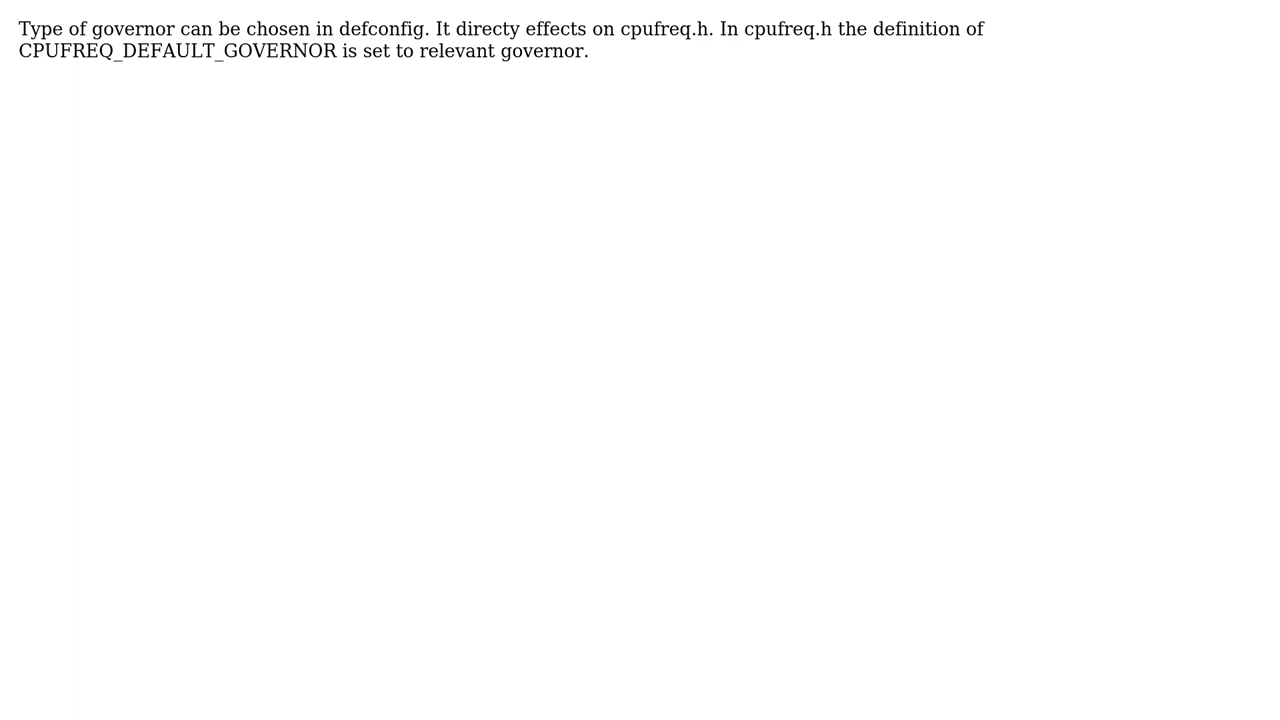 Type of governor can be chosen in defconfig. It directy effects on cpufreq.h. In cpufreq.h the definition of
CPUFREQ_DEFAULT_GOVERNOR is set to relevant governor.